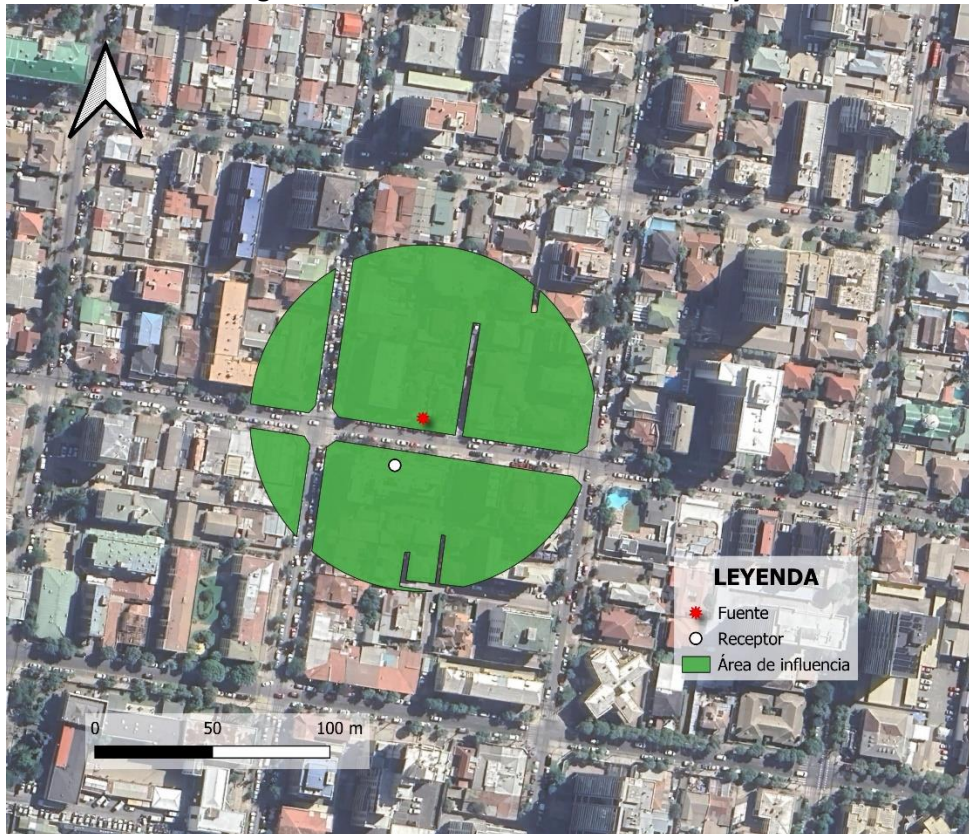 0 50 100 m
LEYENDA
Fuente
Receptor
Área de influencia